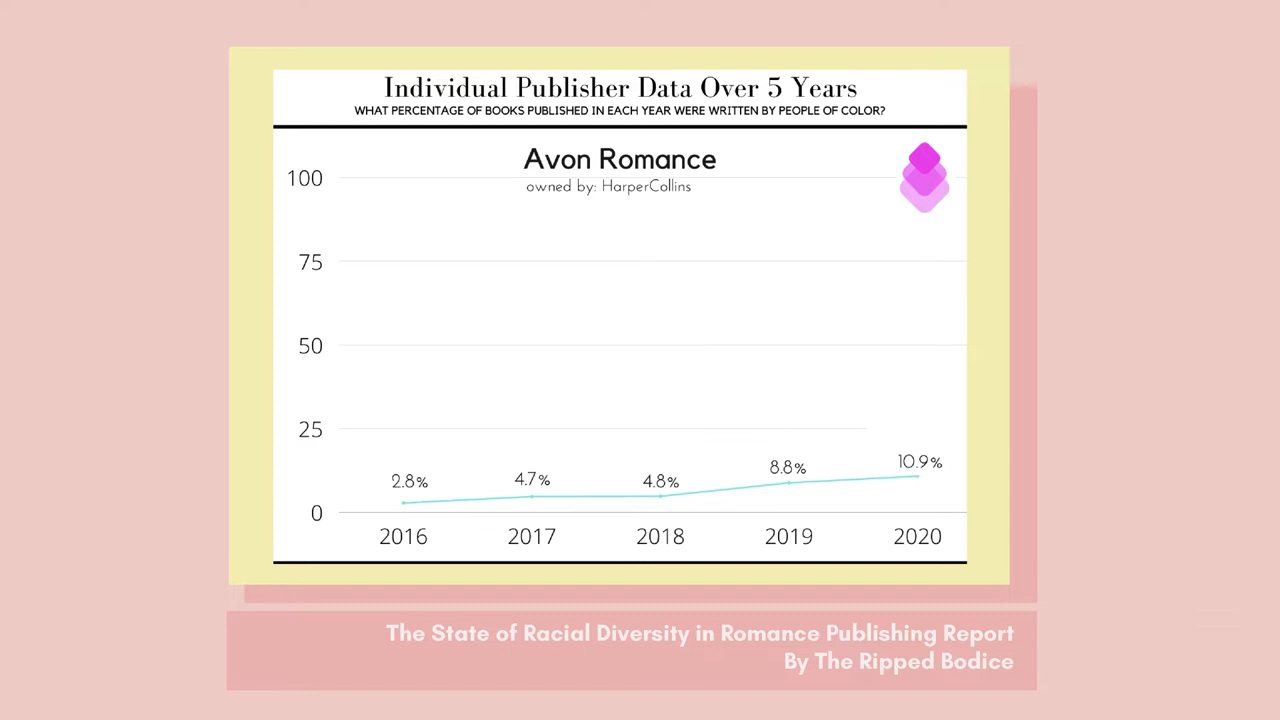 Individual Publisher Data Over 5 Years
WHAT PERCENTAGE OF BOOKS PUBLISHED IN EACH YEAR WERE WRITTEN BY PEOPLE OF COLOR?
Avon Romance
owned by: HarperCollins
100
75
50
25
0
2.8%
4.7%
4.8%
8.8%
10.9%
2016
2017
2018
2019
2020
The State of Racial Diversity in Romance Publishing Report
By The Ripped Bodice